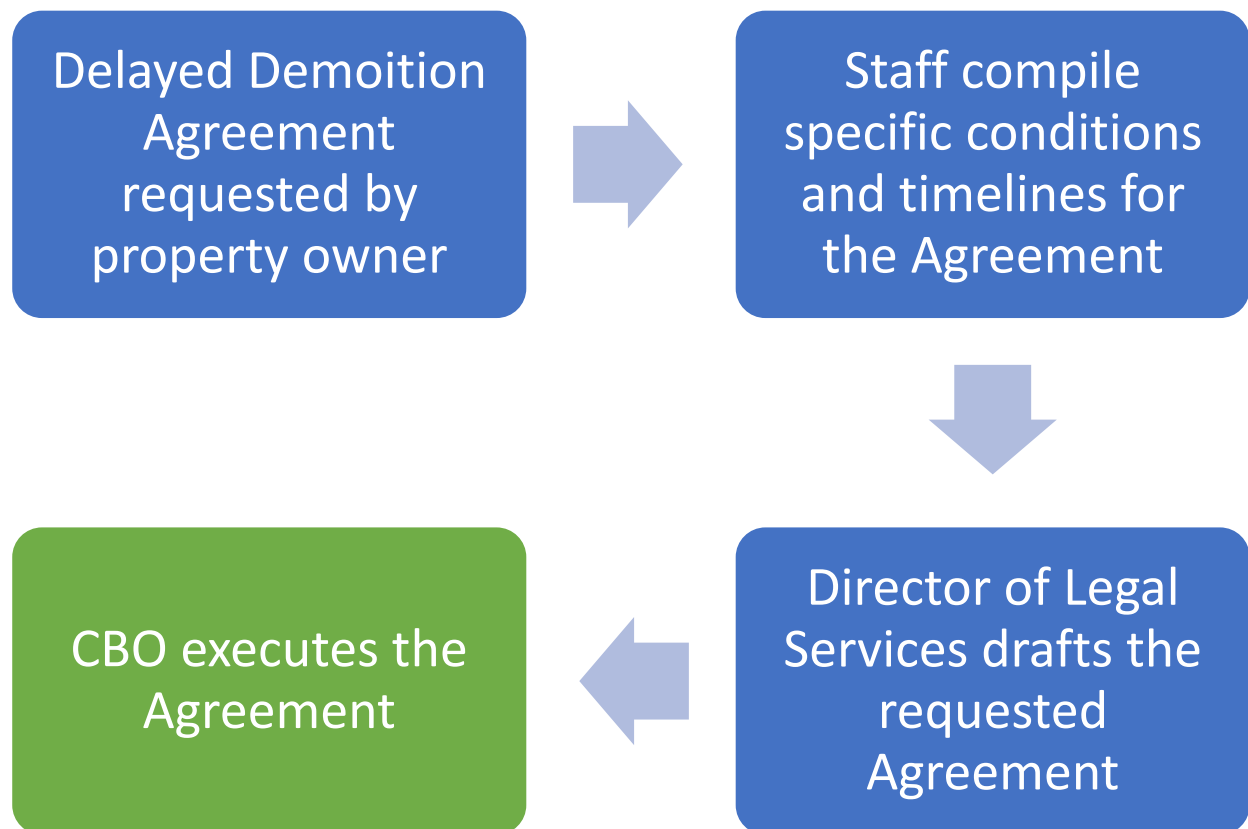 Delayed Demoition
Agreement
requested by
property owner
Staff compile
specific conditions
and timelines for
the Agreement
Director of Legal
Services drafts the
requested
Agreement
CBO executes the
Agreement